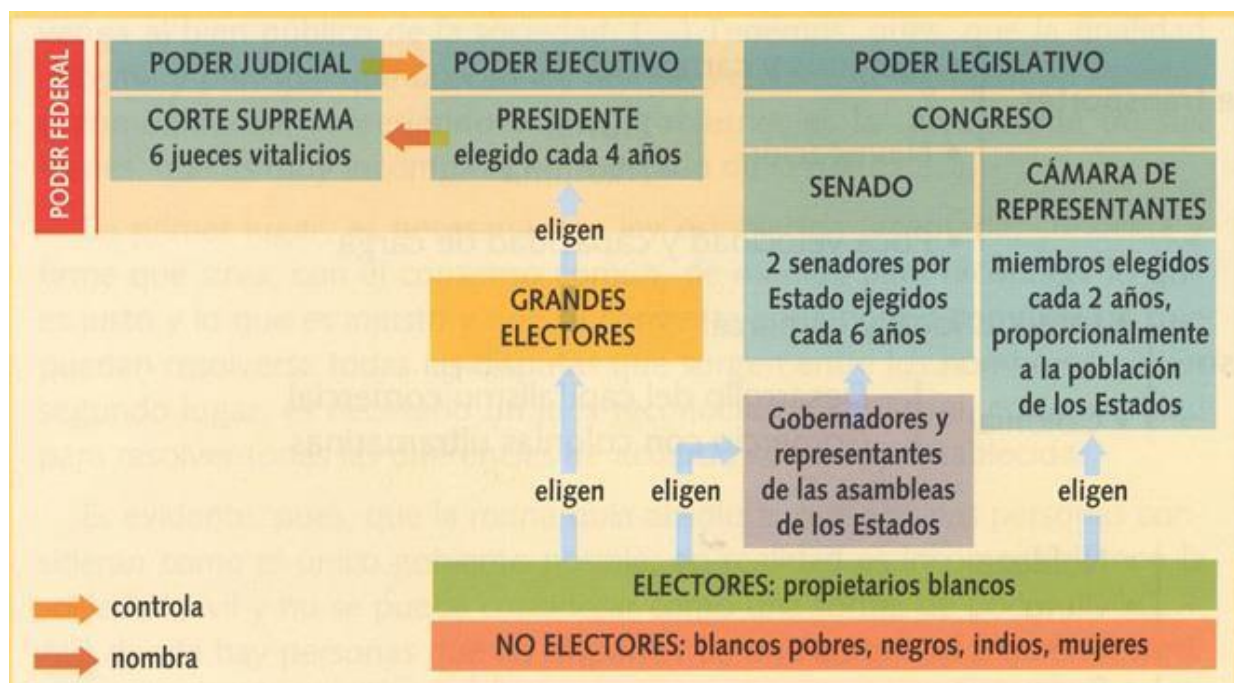 PODER FEDERAL
PODER JUDICIAL
PODER EJECUTIVO
PODER LEGISLATIVO
CORTE SUPREMA
6 jueces vitalicios
PRESIDENTE
elegido cada 4 años
CONGRESO
SENADO
CÁMARA DE
REPRESENTANTES
eligen
2 senadores por
Estado ejegidos
cada 6 años
miembros elegidos
cada 2 años,
proporcionalmente
a la población
de los Estados
GRANDES
ELECTORES
Gobernadores y
representantes
de las asambleas
de los Estados
eligen
eligen
eligen
ELECTORES: propietarios blancos
NO ELECTORES: blancos pobres, negros, indios, mujeres
controla
nombra